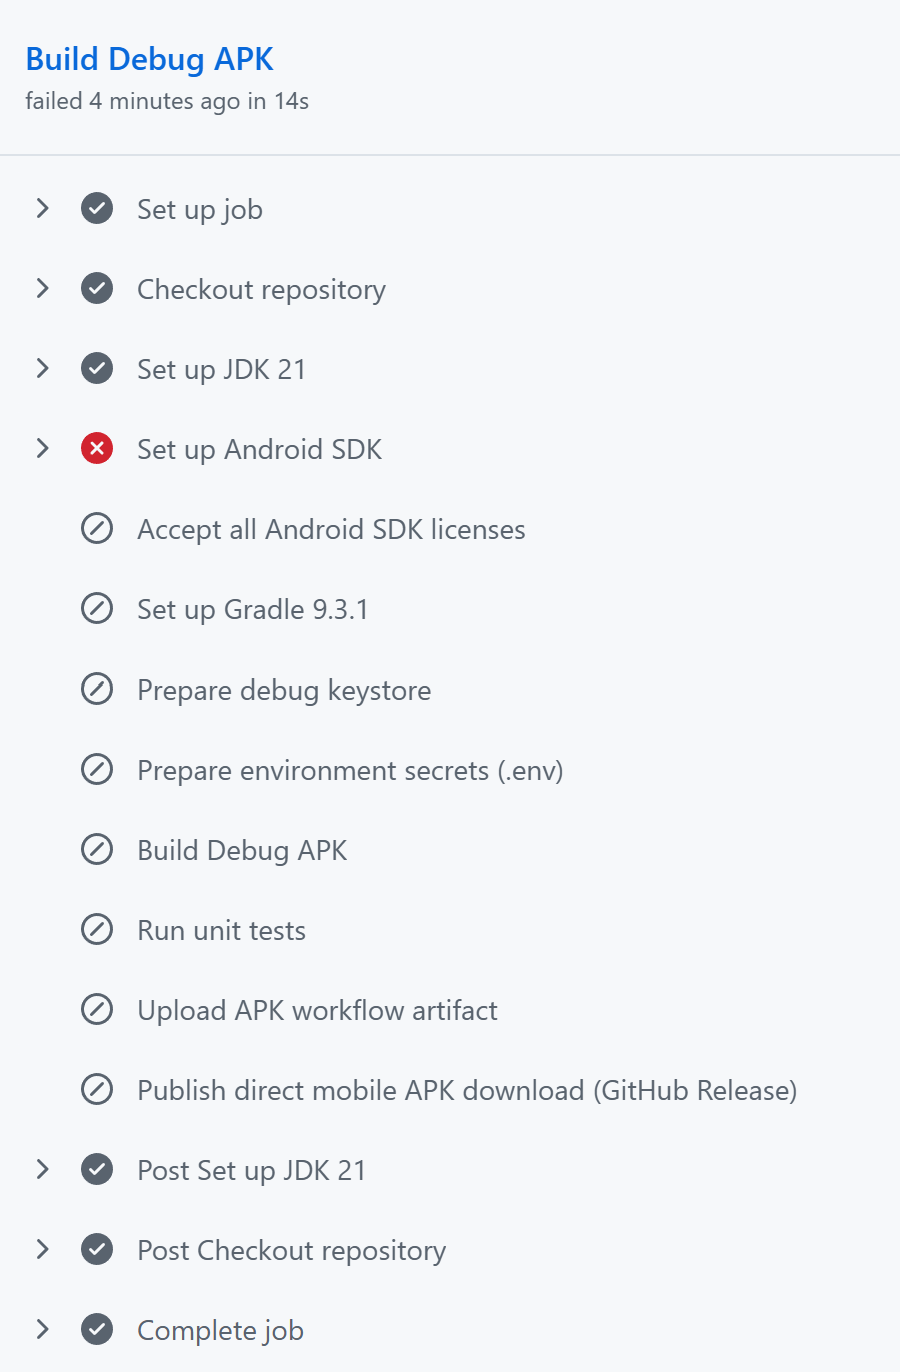 Build Debug APK
failed 4 minutes ago in 14s
Set up job
Checkout repository
Set up JDK 21
Set up Android SDK
Accept all Android SDK licenses
Set up Gradle 9.3.1
Prepare debug keystore
Prepare environment secrets (.env)
Build Debug APK
Run unit tests
Upload APK workflow artifact
Publish direct mobile APK download (GitHub Release)
Post Set up JDK 21
Post Checkout repository
Complete job